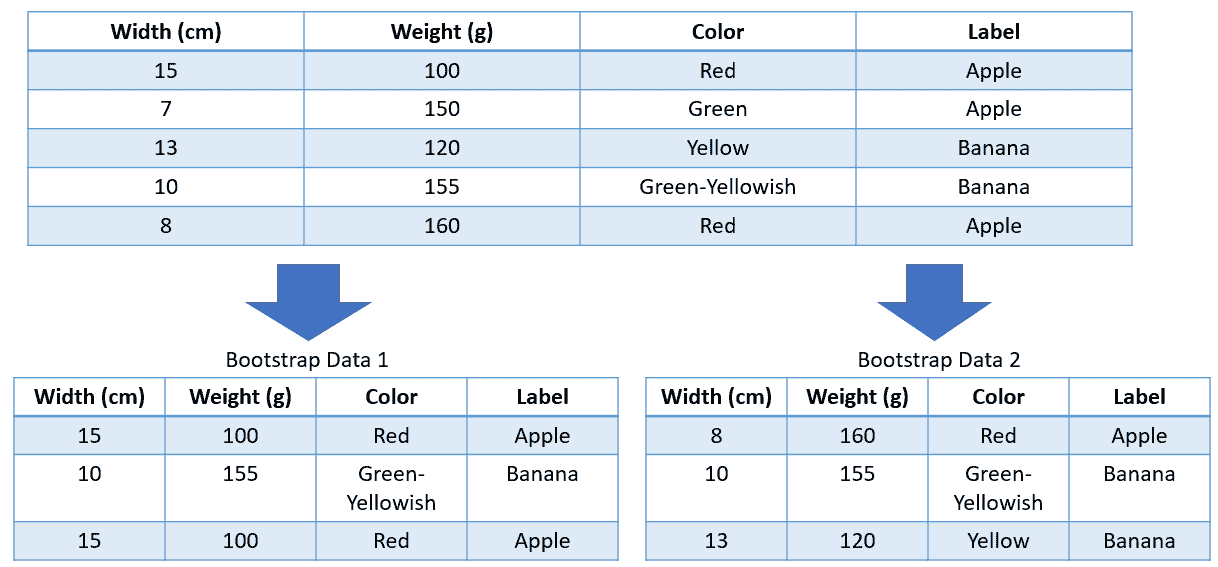 Width (cm) Weight (g) Color Label
15 100 Red Apple
7 150 Green Apple
13 120 Yellow Banana
10 155 Green-Yellowish Banana
8 160 Red Apple
Bootstrap Data 1
Width (cm) Weight (g) Color Label
15 100 Red Apple
10 155 Green- Banana
Yellowish
15 100 Red Apple
Bootstrap Data 2
Width (cm) Weight (g) Color Label
8 160 Red Apple
10 155 Green- Banana
Yellowish
13 120 Yellow Banana